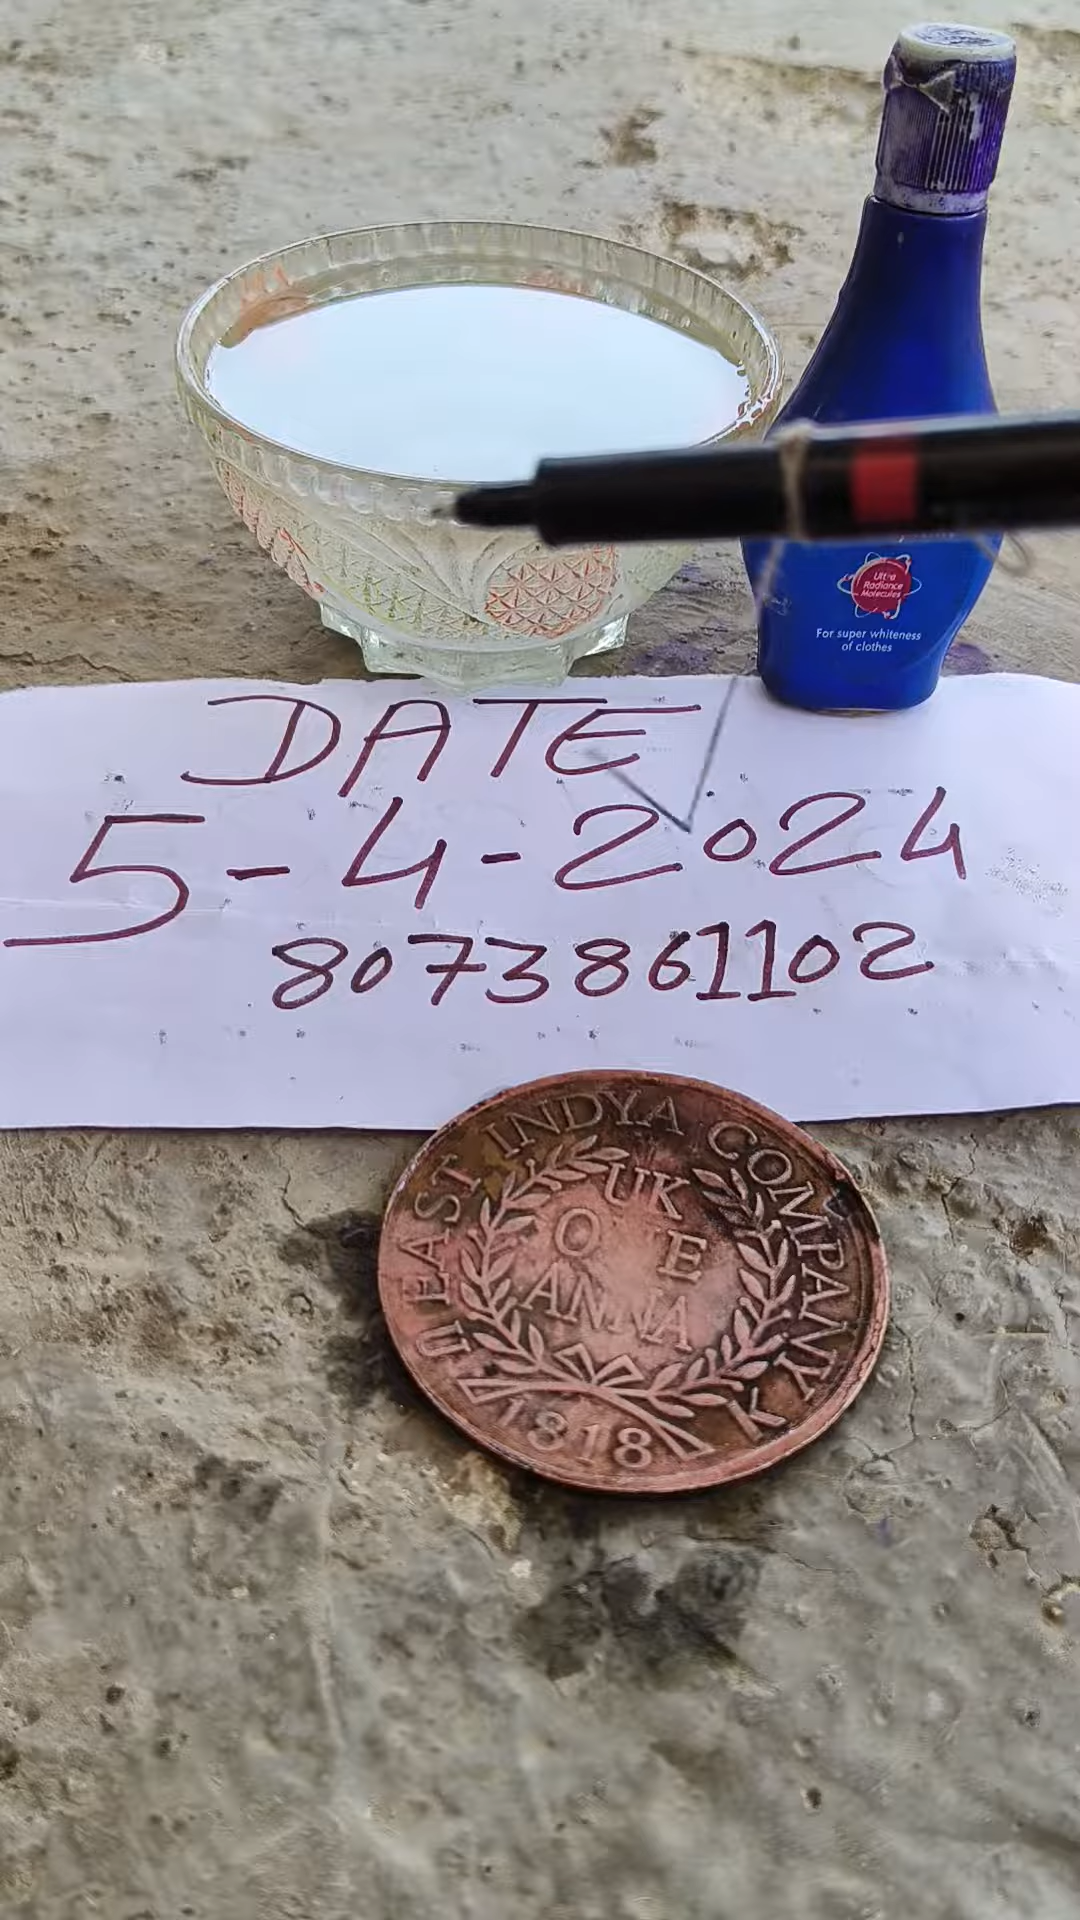 Ultra
Radiance
Molecules
For super whiteness
of clothes
DATE
5-4-2024
8073861102
U EAST INDYA COMPANY K
UK
O E
ANNA
1818